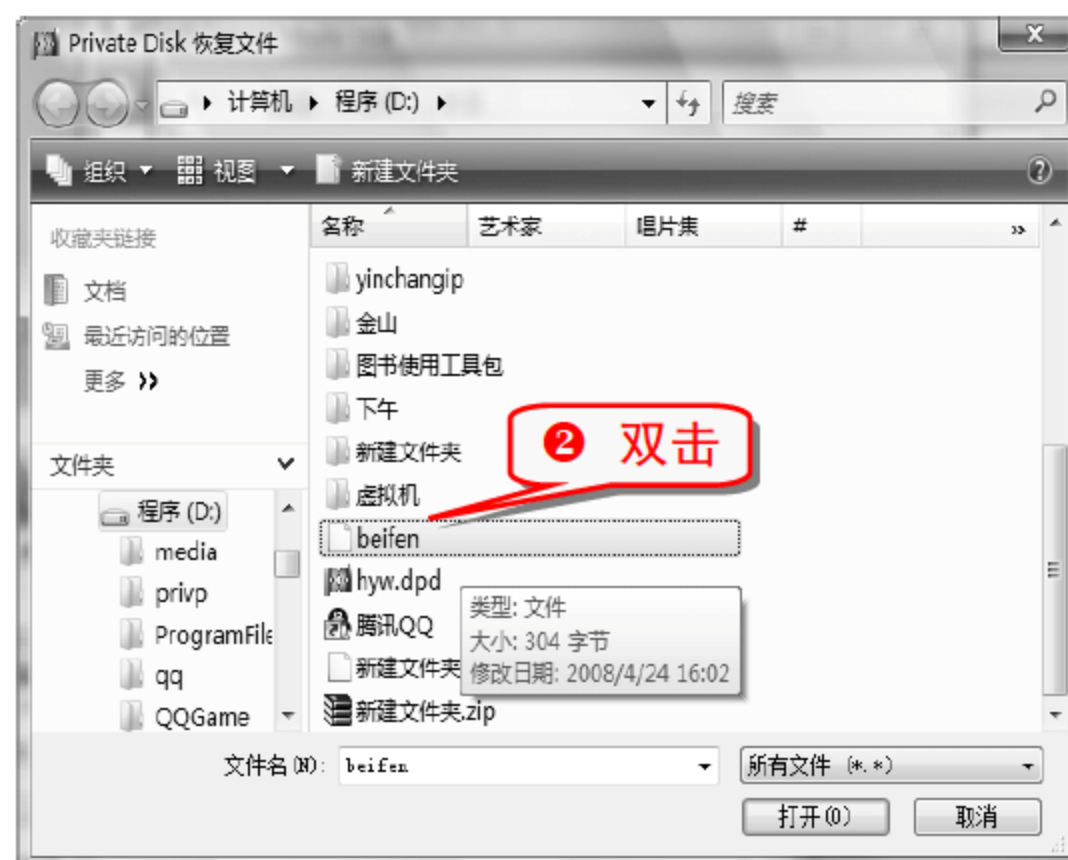 Private Disk 恢复文件
计算机 程序 (D:) 搜索
组织 视图 新建文件夹
收藏夹链接
文档
最近访问的位置
更多 >>
文件夹
程序 (D:)
media
privp
ProgramFile
qq
QQGame
名称 艺术家 唱片集 # »
yinchangip
金山
图书使用工具包
下午
新建文件夹
虚拟机
beifen
hyw.dpd
腾讯QQ
新建文件夹
新建文件夹.zip
❷ 双击
类型: 文件
大小: 304 字节
修改日期: 2008/4/24 16:02
文件名(N): beifen 所有文件 (*.*)
打开(O) 取消